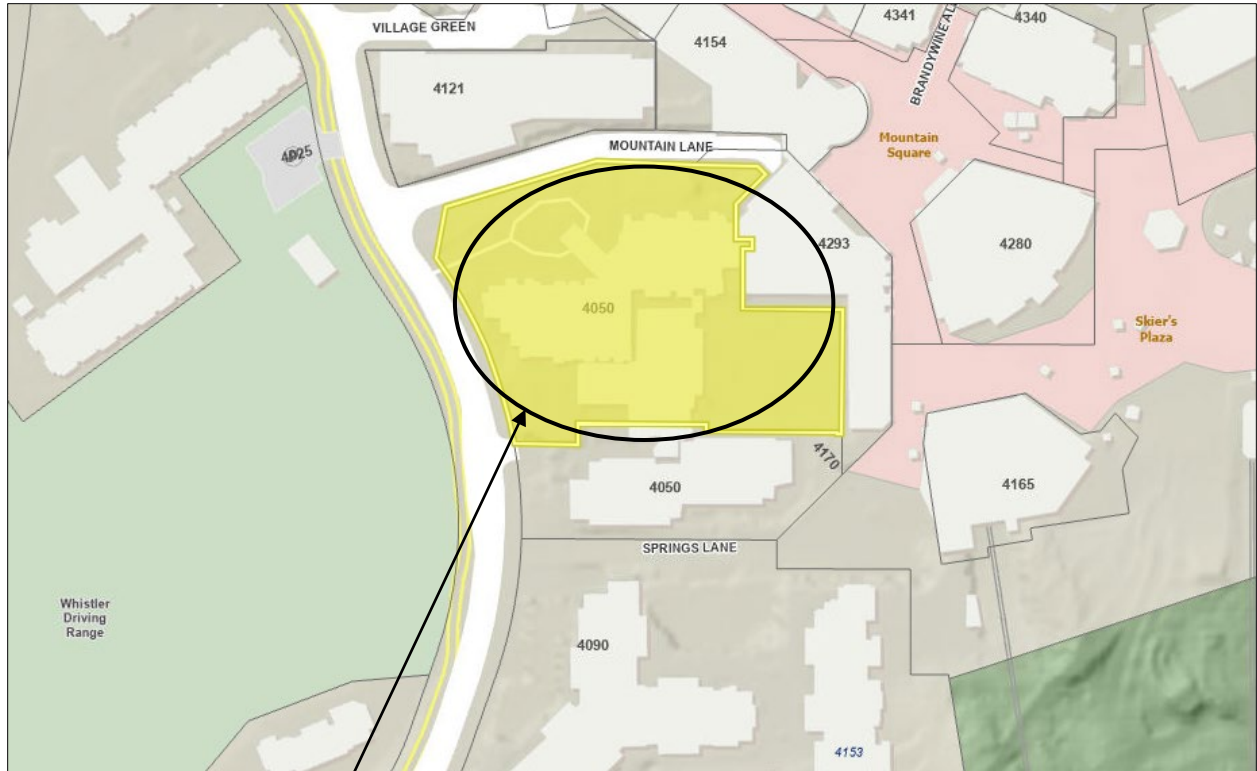 VILLAGE GREEN
4341
4340
4154
BRANDYWINE AL
4121
Mountain
Square
MOUNTAIN LANE
4025
4293
4280
4050
Skier's
Plaza
4170
4165
4050
SPRINGS LANE
Whistler
Driving
Range
4090
4153